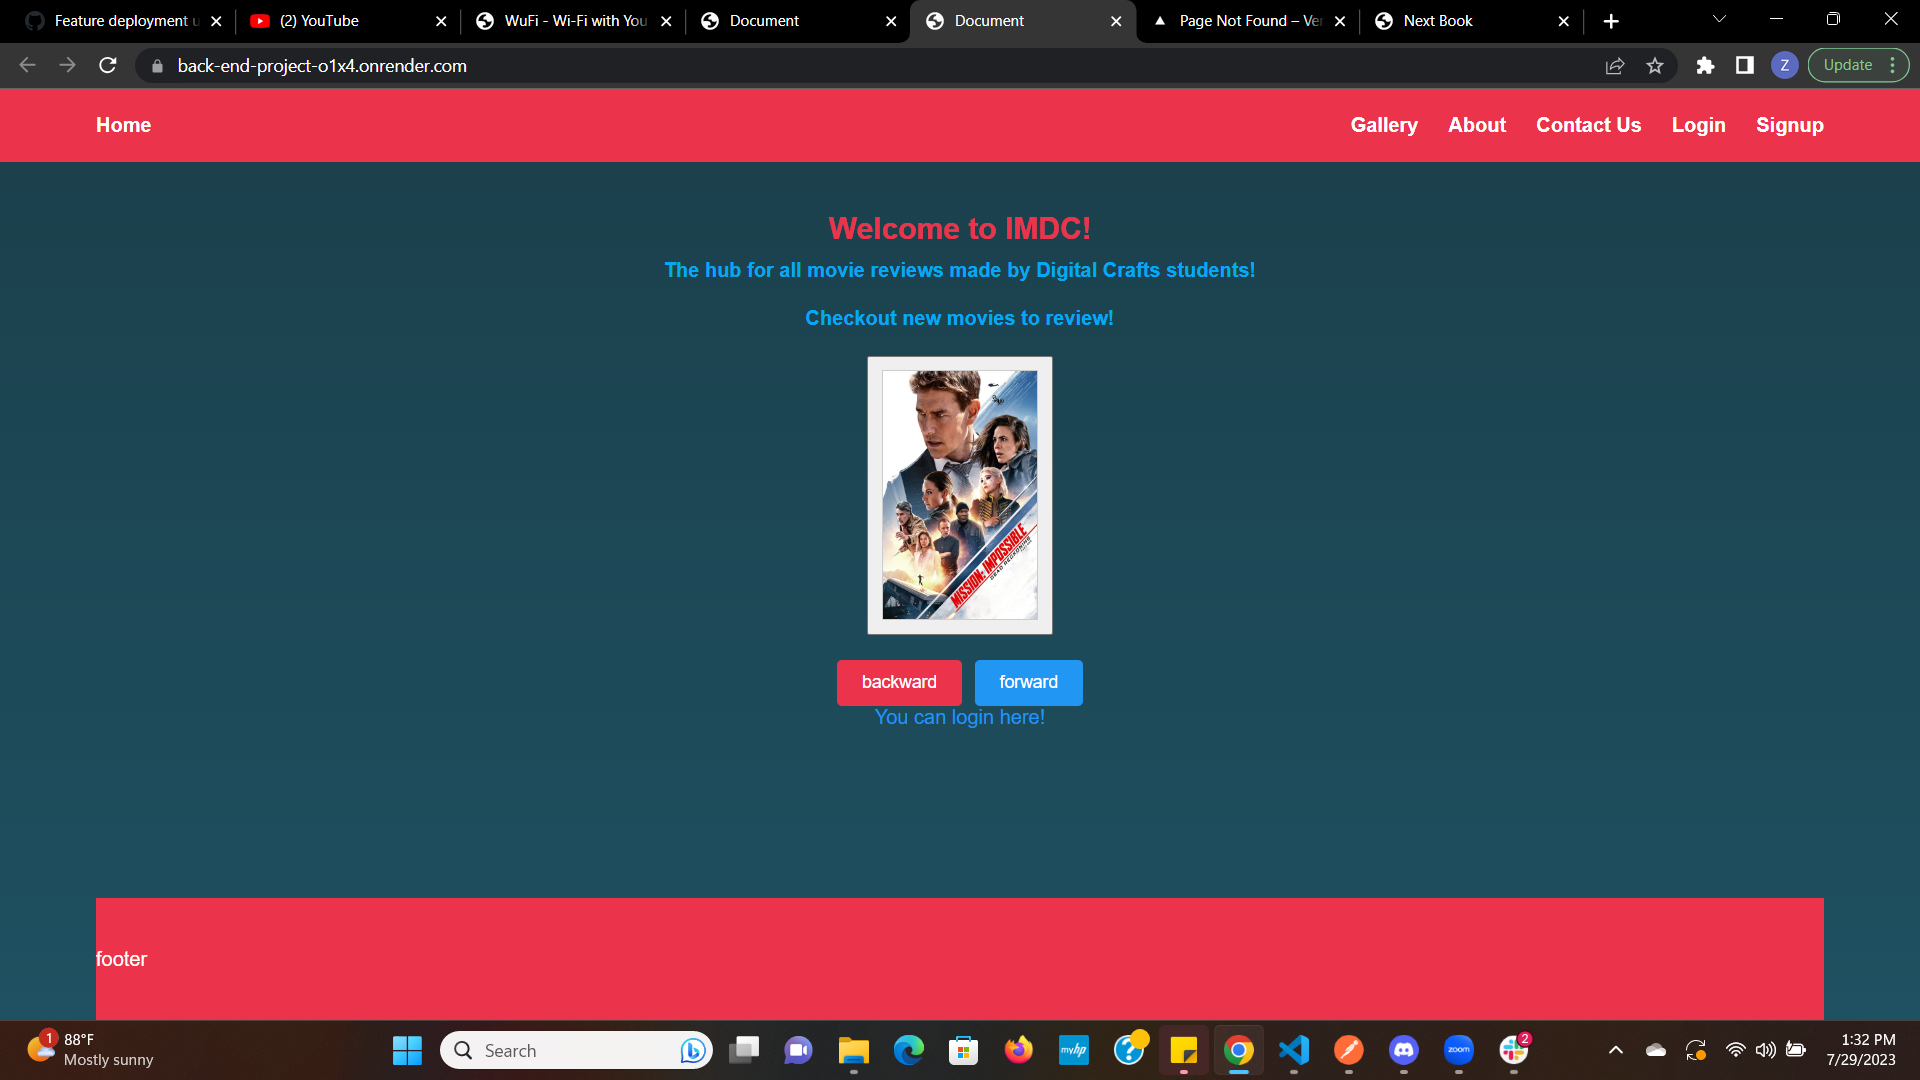 Feature deployment u
(2) YouTube
WuFi - Wi-Fi with You
Document
Document
Page Not Found – Ver
Next Book
back-end-project-o1x4.onrender.com
Z
Update
Home
Gallery
About
Contact Us
Login
Signup
Welcome to IMDC!
The hub for all movie reviews made by Digital Crafts students!
Checkout new movies to review!
MISSION: IMPOSSIBLE
DEAD RECKONING
backward
forward
You can login here!
footer
1
88°F
Mostly sunny
Search
myhp
zoom
2
1:32 PM
7/29/2023